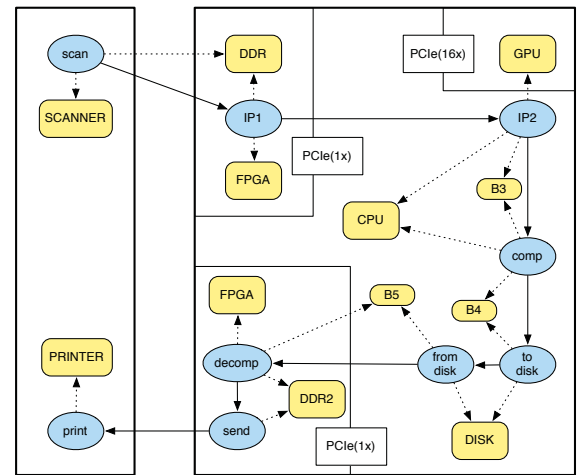 scan
DDR
PCIe(16x)
GPU
SCANNER
IP1
IP2
PCIe(1x)
FPGA
B3
CPU
comp
FPGA
B5
B4
PRINTER
decomp
from
disk
to
disk
DDR2
print
send
PCIe(1x)
DISK